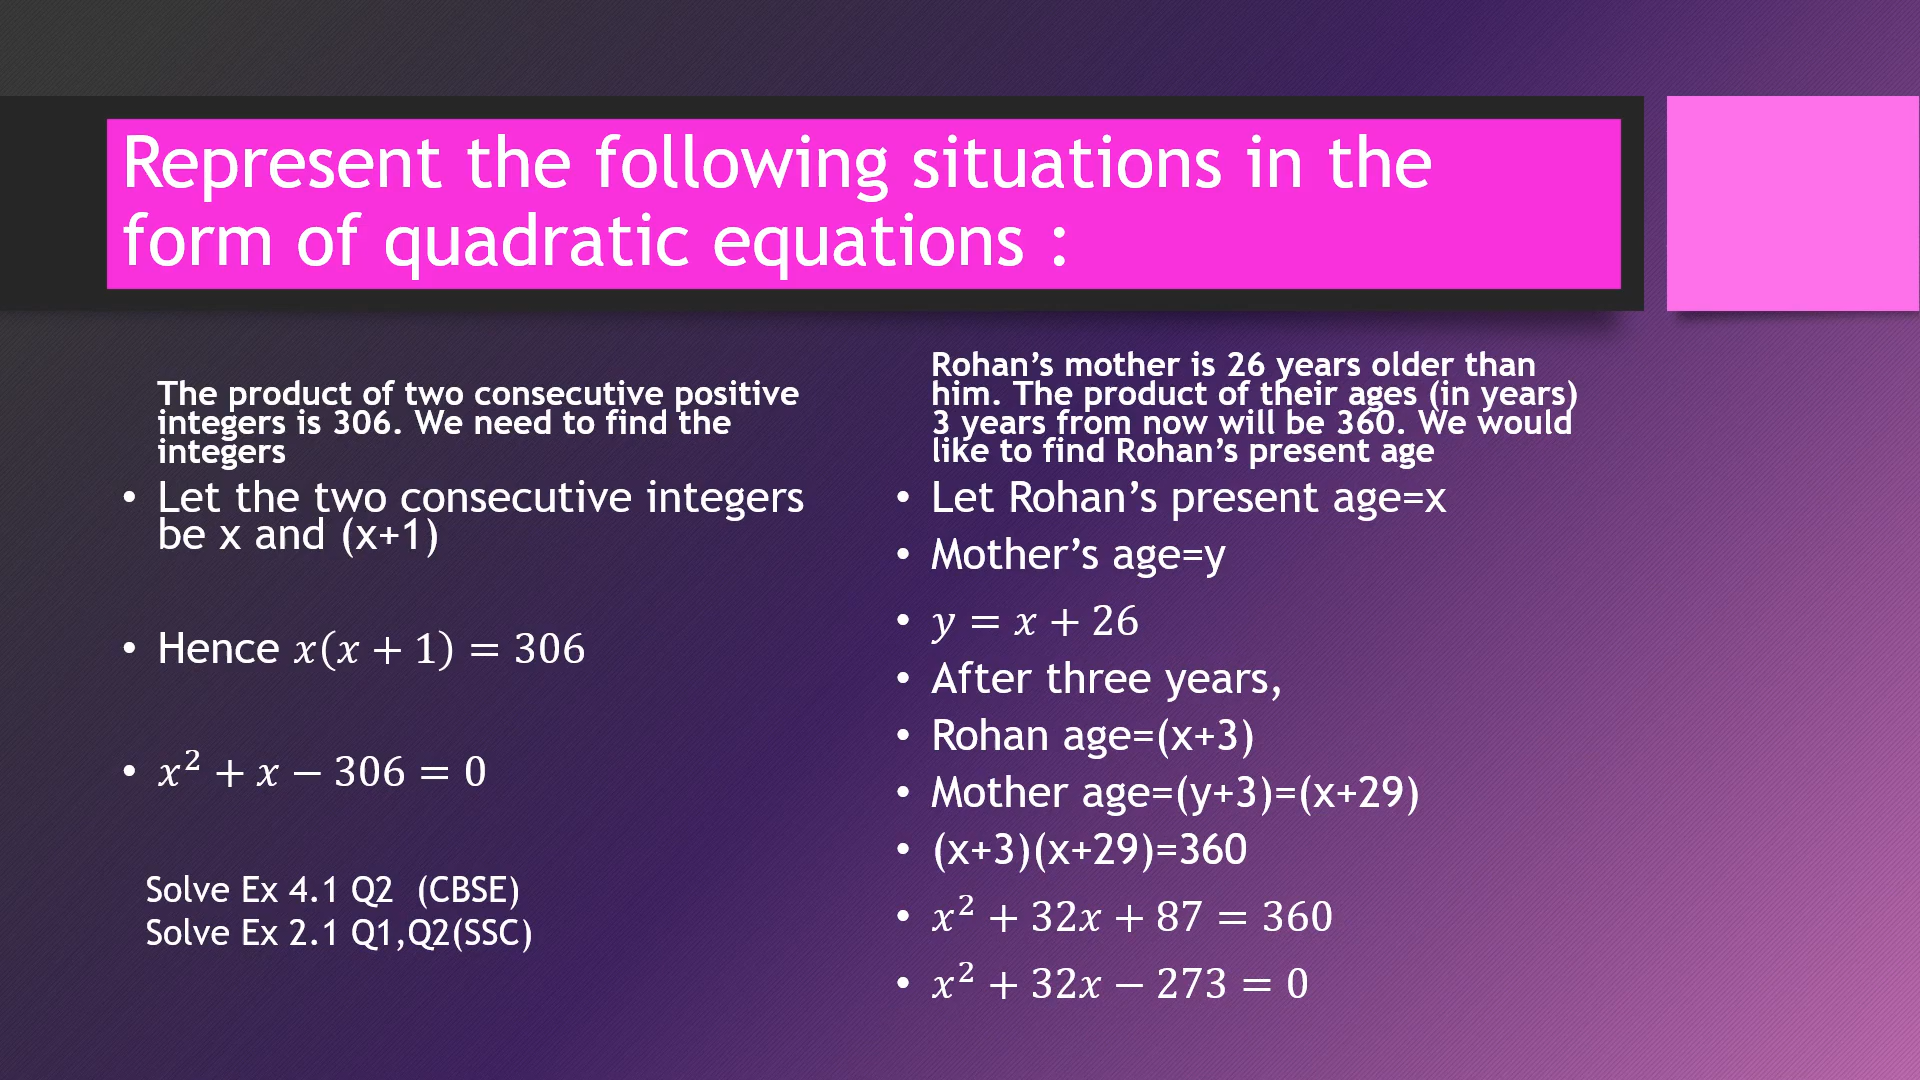 Represent the following situations in the
form of quadratic equations :
The product of two consecutive positive
integers is 306. We need to find the
integers
• Let the two consecutive integers
be x and (x+1)
• Hence x(x + 1) = 306
• x² + x − 306 = 0
Solve Ex 4.1 Q2  (CBSE)
Solve Ex 2.1 Q1,Q2(SSC)
Rohan’s mother is 26 years older than
him. The product of their ages (in years)
3 years from now will be 360. We would
like to find Rohan’s present age
• Let Rohan’s present age=x
• Mother’s age=y
• y = x + 26
• After three years,
• Rohan age=(x+3)
• Mother age=(y+3)=(x+29)
• (x+3)(x+29)=360
• x² + 32x + 87 = 360
• x² + 32x − 273 = 0